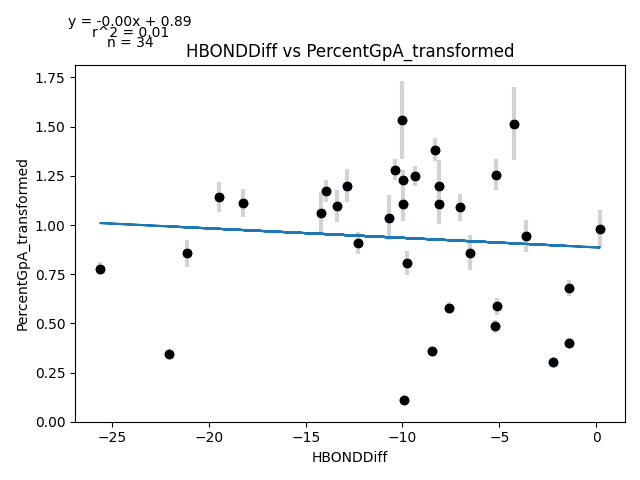 y = -0.00x + 0.89
r^2 = 0.01
n = 34
HBONDDiff vs PercentGpA_transformed
1.75
1.50
1.25
1.00
0.75
0.50
0.25
0.00
PercentGpA_transformed
−25
−20
−15
−10
−5
0
HBONDDiff